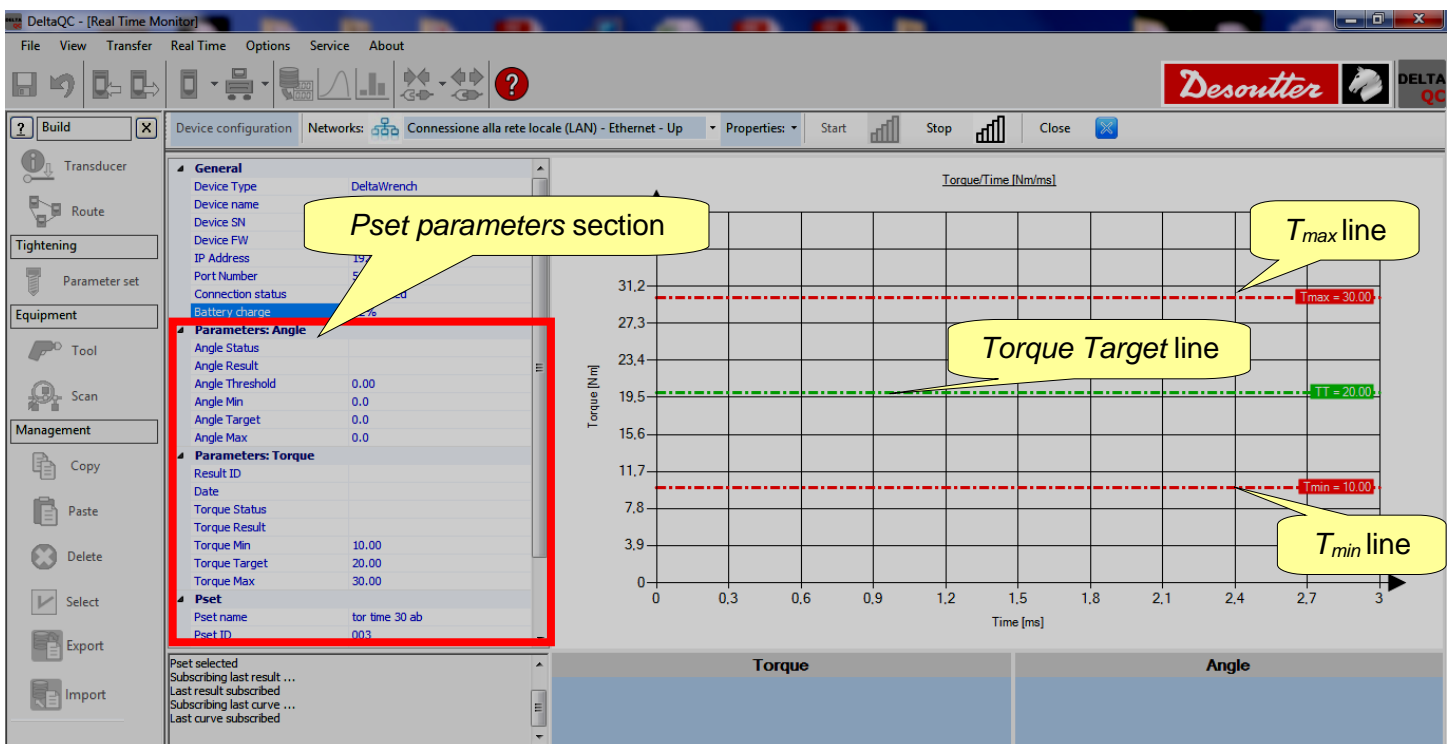 DeltaQC - [Real Time Monitor]
File View Transfer Real Time Options Service About
?
Desoutter
DELTA QC
? Build X
Transducer
Route
Tightening
Parameter set
Equipment
Tool
Scan
Management
Copy
Paste
Delete
Select
Export
Import
Device configuration Networks: Connessione alla rete locale (LAN) - Ethernet - Up Properties: Start Stop Close
General
Device Type DeltaWrench
Device name
Device SN
Device FW
IP Address
Port Number
Connection status
Battery charge
Pset parameters section
Parameters: Angle
Angle Status
Angle Result
Angle Threshold 0.00
Angle Min 0.0
Angle Target 0.0
Angle Max 0.0
Parameters: Torque
Result ID
Date
Torque Status
Torque Result
Torque Min 10.00
Torque Target 20.00
Torque Max 30.00
Pset
Pset name tor time 30 ab
Pset ID 003
Pset selected
Subscribing last result ...
Last result subscribed
Subscribing last curve ...
Last curve subscribed
Torque/Time [Nm/ms]
Tmax line
31,2
Tmax = 30.00
27,3
Torque Target line
23,4
Torque [Nm]
TT = 20.00
19,5
15,6
11,7
Tmin = 10.00
7,8
Tmin line
3,9
0
0 0,3 0,6 0,9 1,2 1,5 1,8 2,1 2,4 2,7 3
Time [ms]
Torque Angle